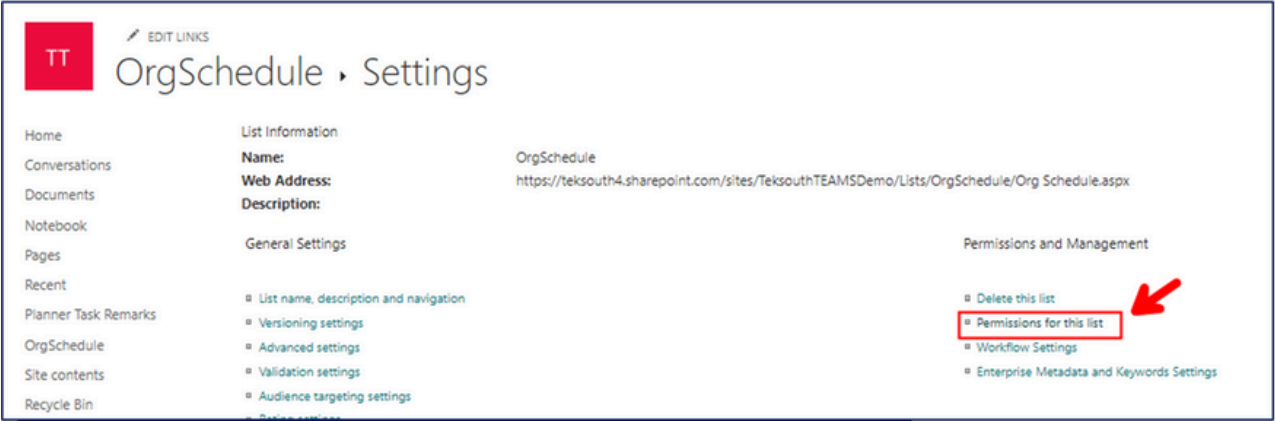 TT
EDIT LINKS
OrgSchedule › Settings
Home
Conversations
Documents
Notebook
Pages
Recent
Planner Task Remarks
OrgSchedule
Site contents
Recycle Bin
List Information
Name: OrgSchedule
Web Address: https://teksouth4.sharepoint.com/sites/TeksouthTEAMSDemo/Lists/OrgSchedule/Org Schedule.aspx
Description:
General Settings
List name, description and navigation
Versioning settings
Advanced settings
Validation settings
Audience targeting settings
Rating settings
Permissions and Management
Delete this list
Permissions for this list
Workflow Settings
Enterprise Metadata and Keywords Settings